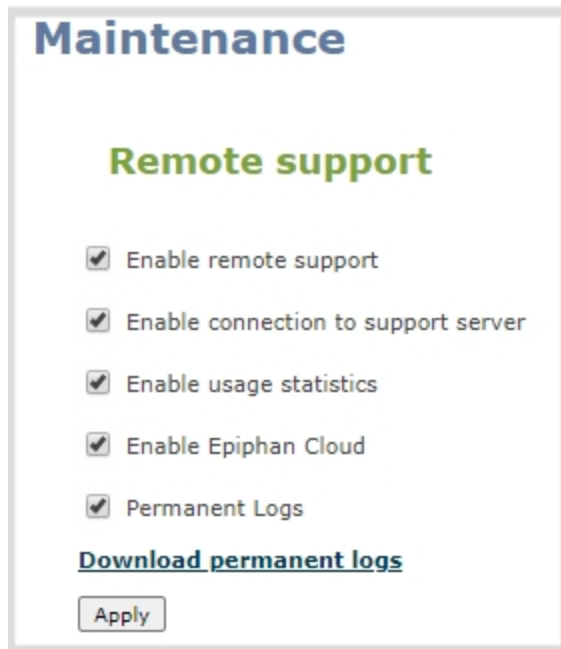 Maintenance
Remote support
Enable remote support
Enable connection to support server
Enable usage statistics
Enable Epiphan Cloud
Permanent Logs
Download permanent logs
Apply